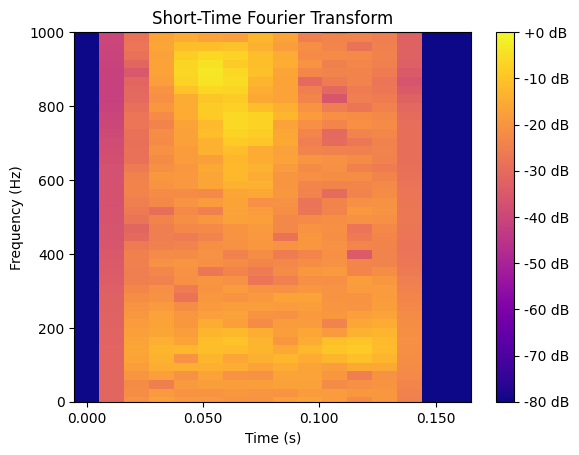 Short-Time Fourier Transform
Frequency (Hz)
1000
800
600
400
200
0
0.000
0.050
0.100
0.150
Time (s)
+0 dB
-10 dB
-20 dB
-30 dB
-40 dB
-50 dB
-60 dB
-70 dB
-80 dB